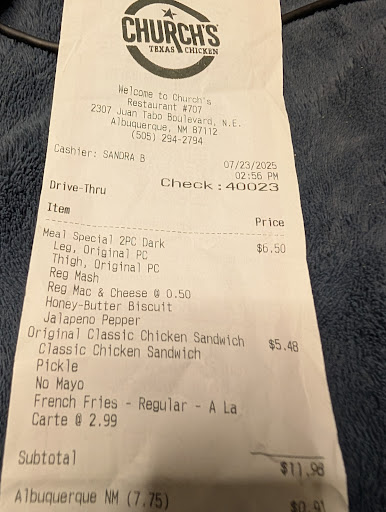 CHURCH'S
TEXAS CHICKEN
Welcome to Church's
Restaurant #707
2307 Juan Tabo Boulevard, N.E.
Albuquerque, NM 87112
(505) 294-2794
Cashier: SANDRA B
07/23/2025
02:56 PM
Drive-Thru Check:40023
Item Price
Meal Special 2PC Dark $6.50
Leg, Original PC
Thigh, Original PC
Reg Mash
Reg Mac & Cheese @ 0.50
Honey-Butter Biscuit
Jalapeno Pepper
Original Classic Chicken Sandwich $5.48
Classic Chicken Sandwich
Pickle
No Mayo
French Fries - Regular - A La
Carte @ 2.99
Subtotal $11.98
Albuquerque NM (7.75) $0.91